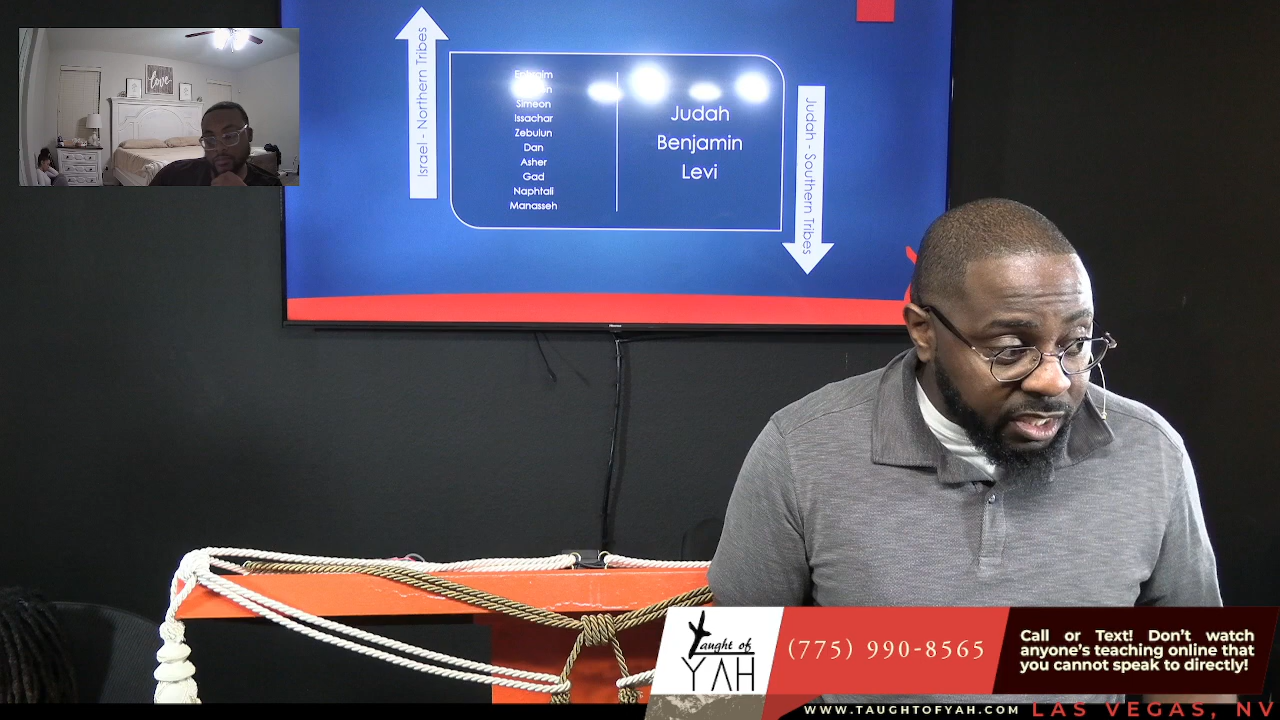 love
Israel - Northern Tribes
Ephraim
Simeon
Issachar
Zebulun
Dan
Asher
Gad
Naphtali
Manasseh
Judah
Benjamin
Levi
Judah - Southern Tribes
Hisense
taught of
YAH
(775) 990-8565
Call or Text! Don't watch
anyone's teaching online that
you cannot speak to directly!
WWW.TAUGHTOFYAH.COM
LAS VEGAS, NV